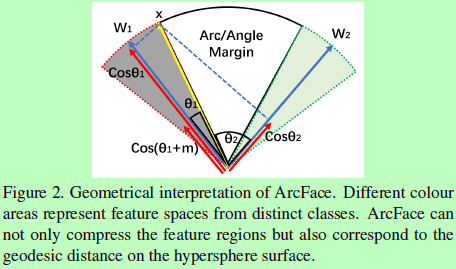 W₁
x
Arc/Angle
Margin
W₂
Cosθ₁
θ₁
Cos(θ₁+m)
θ₂
Cosθ₂
Figure 2. Geometrical interpretation of ArcFace. Different colour
areas represent feature spaces from distinct classes. ArcFace can
not only compress the feature regions but also correspond to the
geodesic distance on the hypersphere surface.